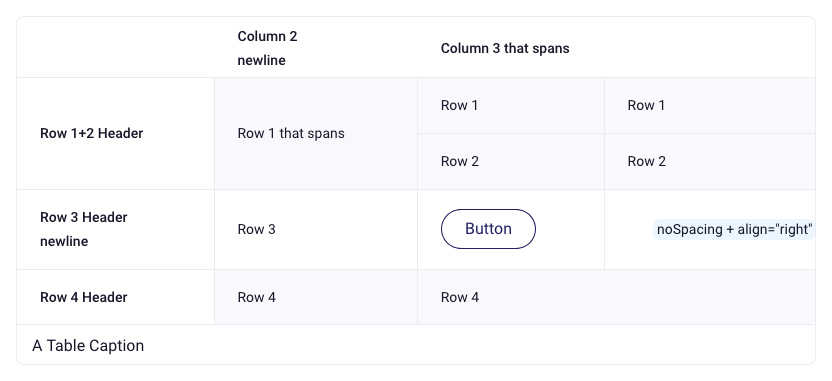 Column 2
newline
Column 3 that spans
Row 1+2 Header
Row 1 that spans
Row 1
Row 1
Row 2
Row 2
Row 3 Header
newline
Row 3
Button
noSpacing + align="right"
Row 4 Header
Row 4
Row 4
A Table Caption